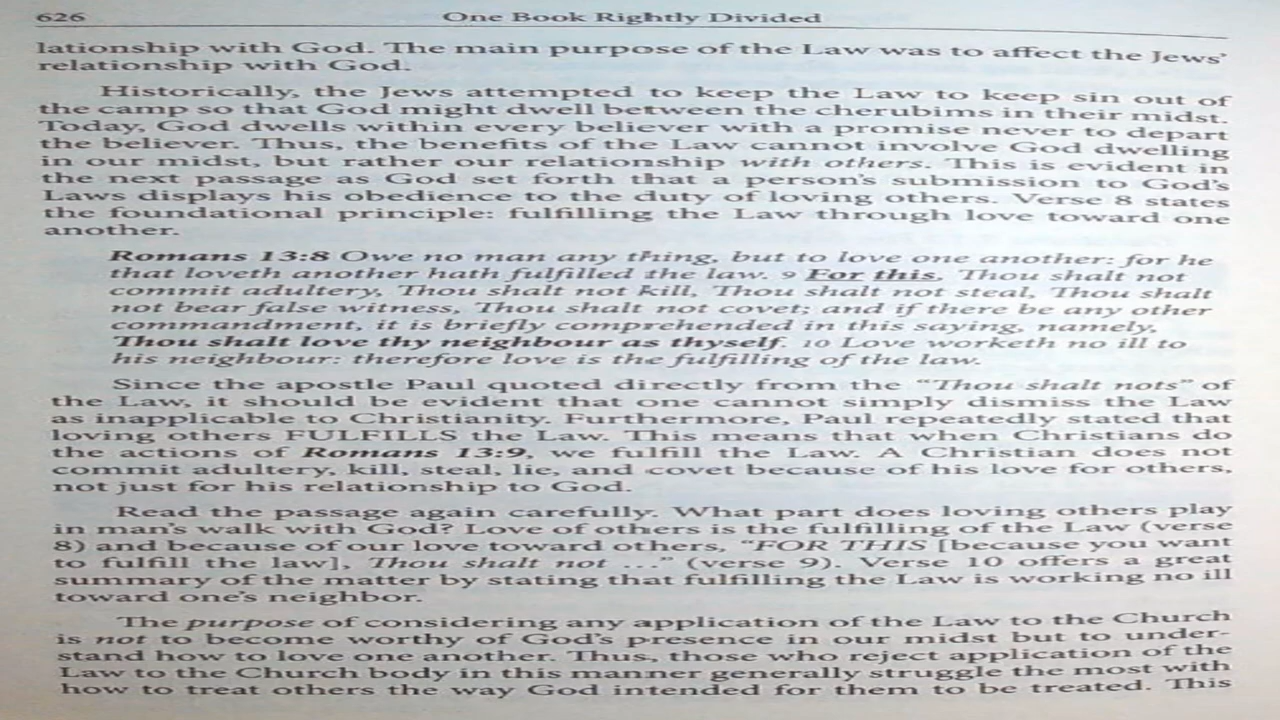 626 One Book Rightly Divided
lationship with God. The main purpose of the Law was to affect the Jews'
relationship with God.
Historically, the Jews attempted to keep the Law to keep sin out of
the camp so that God might dwell between the cherubims in their midst.
Today, God dwells within every believer with a promise never to depart
the believer. Thus, the benefits of the Law cannot involve God dwelling
in our midst, but rather our relationship with others. This is evident in
the next passage as God set forth that a person's submission to God's
Laws displays his obedience to the duty of loving others. Verse 8 states
the foundational principle: fulfilling the Law through love toward one
another.
Romans 13:8 Owe no man any thing, but to love one another: for he
that loveth another hath fulfilled the law. 9 For this, Thou shalt not
commit adultery, Thou shalt not kill, Thou shalt not steal, Thou shalt
not bear false witness, Thou shalt not covet; and if there be any other
commandment, it is briefly comprehended in this saying, namely,
Thou shalt love thy neighbour as thyself. 10 Love worketh no ill to
his neighbour: therefore love is the fulfilling of the law.
Since the apostle Paul quoted directly from the "Thou shalt nots" of
the Law, it should be evident that one cannot simply dismiss the Law
as inapplicable to Christianity. Furthermore, Paul repeatedly stated that
loving others FULFILLS the Law. This means that when Christians do
the actions of Romans 13:9, we fulfill the Law. A Christian does not
commit adultery, kill, steal, lie, and covet because of his love for others,
not just for his relationship to God.
Read the passage again carefully. What part does loving others play
in man's walk with God? Love of others is the fulfilling of the Law (verse
8) and because of our love toward others, "FOR THIS [because you want
to fulfill the law], Thou shalt not ..." (verse 9). Verse 10 offers a great
summary of the matter by stating that fulfilling the Law is working no ill
toward one's neighbor.
The purpose of considering any application of the Law to the Church
is not to become worthy of God's presence in our midst but to under-
stand how to love one another. Thus, those who reject application of the
Law to the Church body in this manner generally struggle the most with
how to treat others the way God intended for them to be treated. This